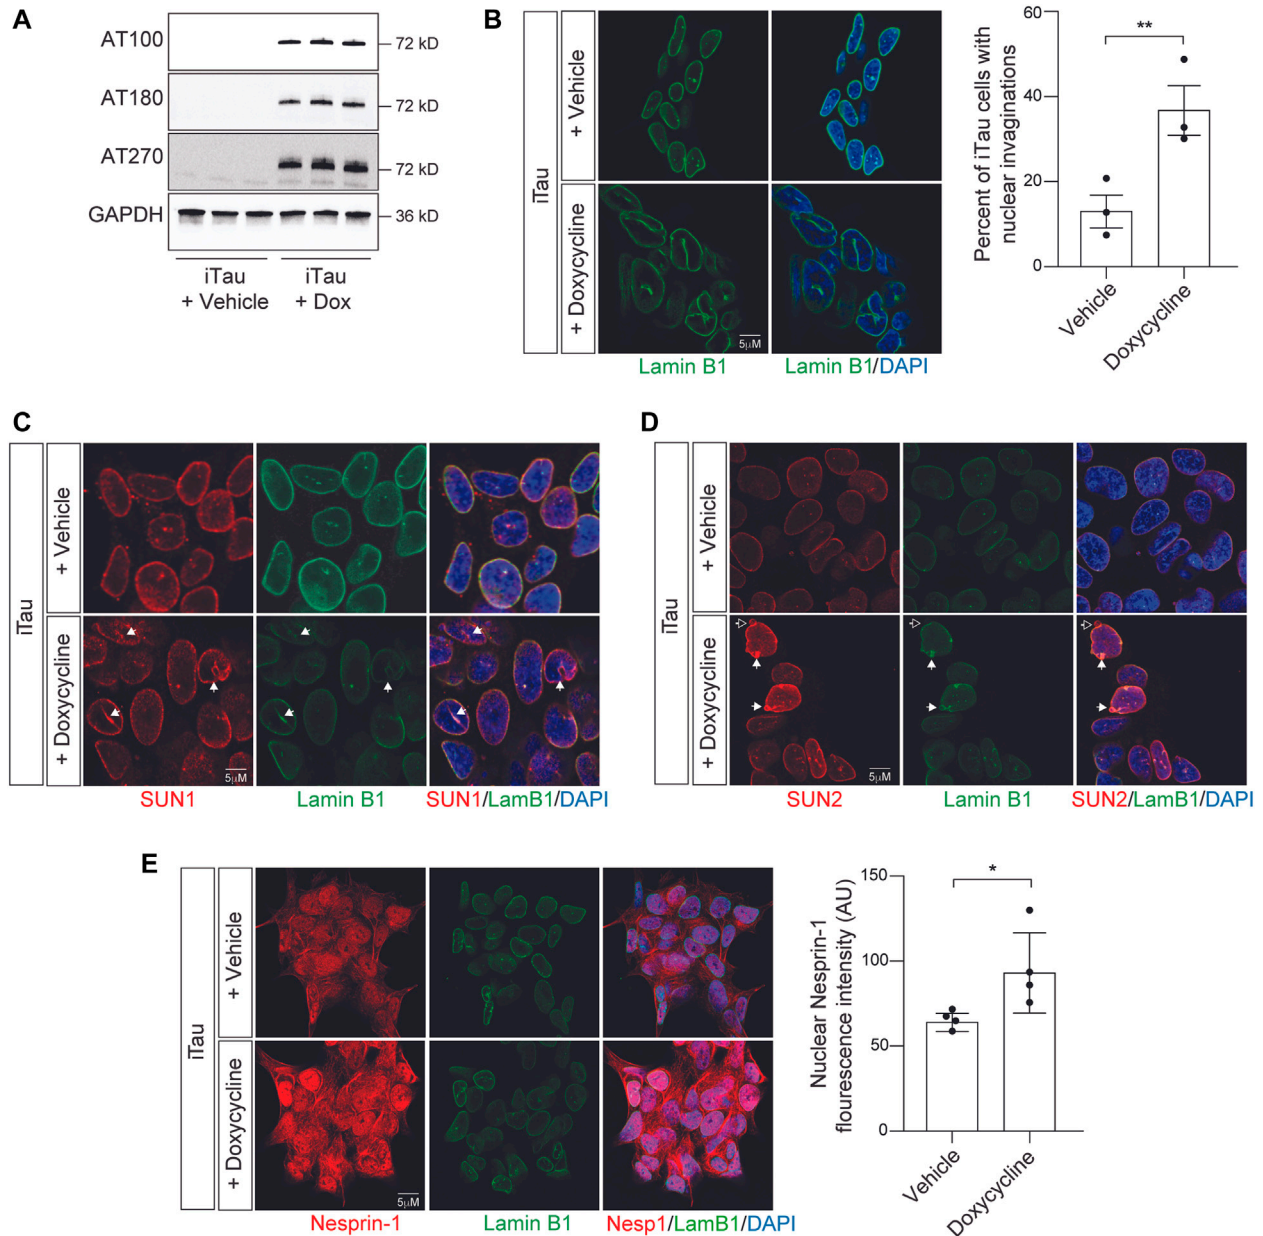 A
AT100
72 kD
AT180
72 kD
AT270
72 kD
GAPDH
36 kD
iTau
+ Vehicle
iTau
+ Dox
B
iTau
+ Vehicle
+ Doxycycline
5µM
Lamin B1
Lamin B1/DAPI
Percent of iTau cells with
nuclear invaginations
60
40
20
0
**
Vehicle
Doxycycline
C
iTau
+ Vehicle
+ Doxycycline
5µM
SUN1
Lamin B1
SUN1/LamB1/DAPI
D
iTau
+ Vehicle
+ Doxycycline
5µM
SUN2
Lamin B1
SUN2/LamB1/DAPI
E
iTau
+ Vehicle
+ Doxycycline
5µM
Nesprin-1
Lamin B1
Nesp1/LamB1/DAPI
Nuclear Nesprin-1
flourescence intensity (AU)
150
100
50
0
*
Vehicle
Doxycycline